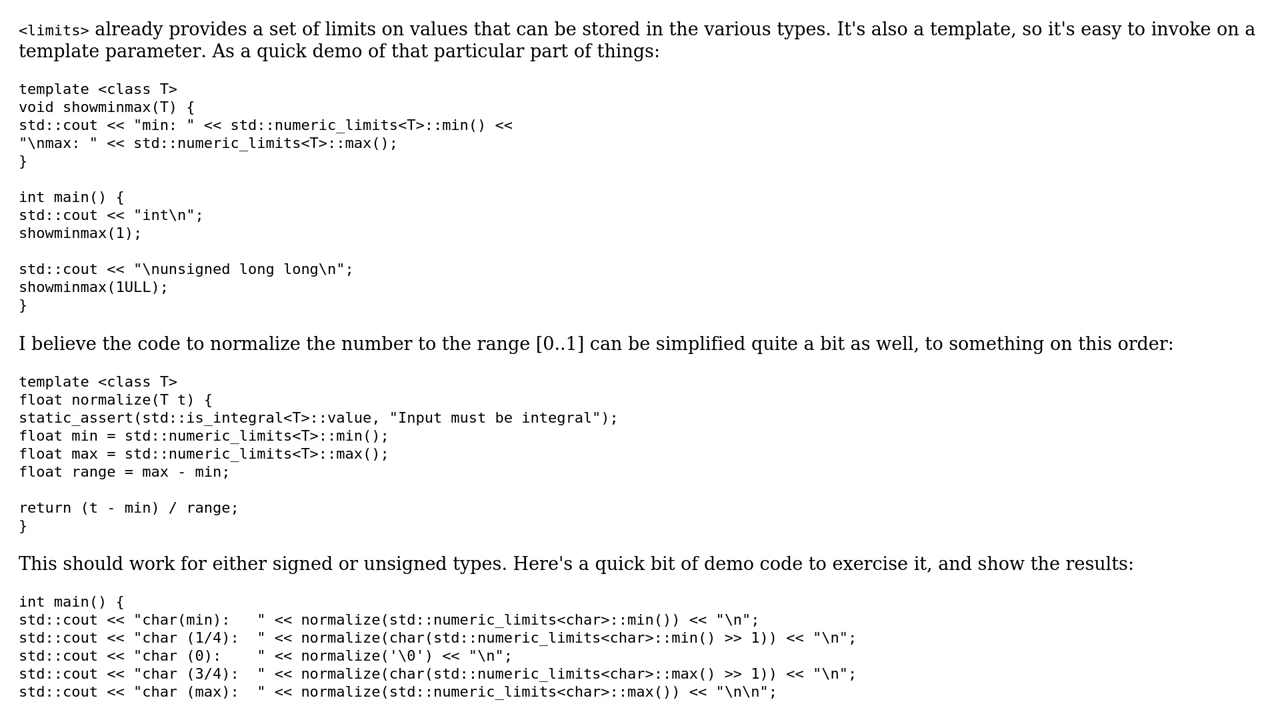 <limits> already provides a set of limits on values that can be stored in the various types. It's also a template, so it's easy to invoke on a
template parameter. As a quick demo of that particular part of things:
template <class T>
void showminmax(T) {
std::cout << "min: " << std::numeric_limits<T>::min() <<
"\nmax: " << std::numeric_limits<T>::max();
}
int main() {
std::cout << "int\n";
showminmax(1);
std::cout << "\nunsigned long long\n";
showminmax(1ULL);
}
I believe the code to normalize the number to the range [0..1] can be simplified quite a bit as well, to something on this order:
template <class T>
float normalize(T t) {
static_assert(std::is_integral<T>::value, "Input must be integral");
float min = std::numeric_limits<T>::min();
float max = std::numeric_limits<T>::max();
float range = max - min;
return (t - min) / range;
}
This should work for either signed or unsigned types. Here's a quick bit of demo code to exercise it, and show the results:
int main() {
std::cout << "char(min):   " << normalize(std::numeric_limits<char>::min()) << "\n";
std::cout << "char (1/4):  " << normalize(char(std::numeric_limits<char>::min() >> 1)) << "\n";
std::cout << "char (0):    " << normalize('\0') << "\n";
std::cout << "char (3/4):  " << normalize(char(std::numeric_limits<char>::max() >> 1)) << "\n";
std::cout << "char (max):  " << normalize(std::numeric_limits<char>::max()) << "\n\n";